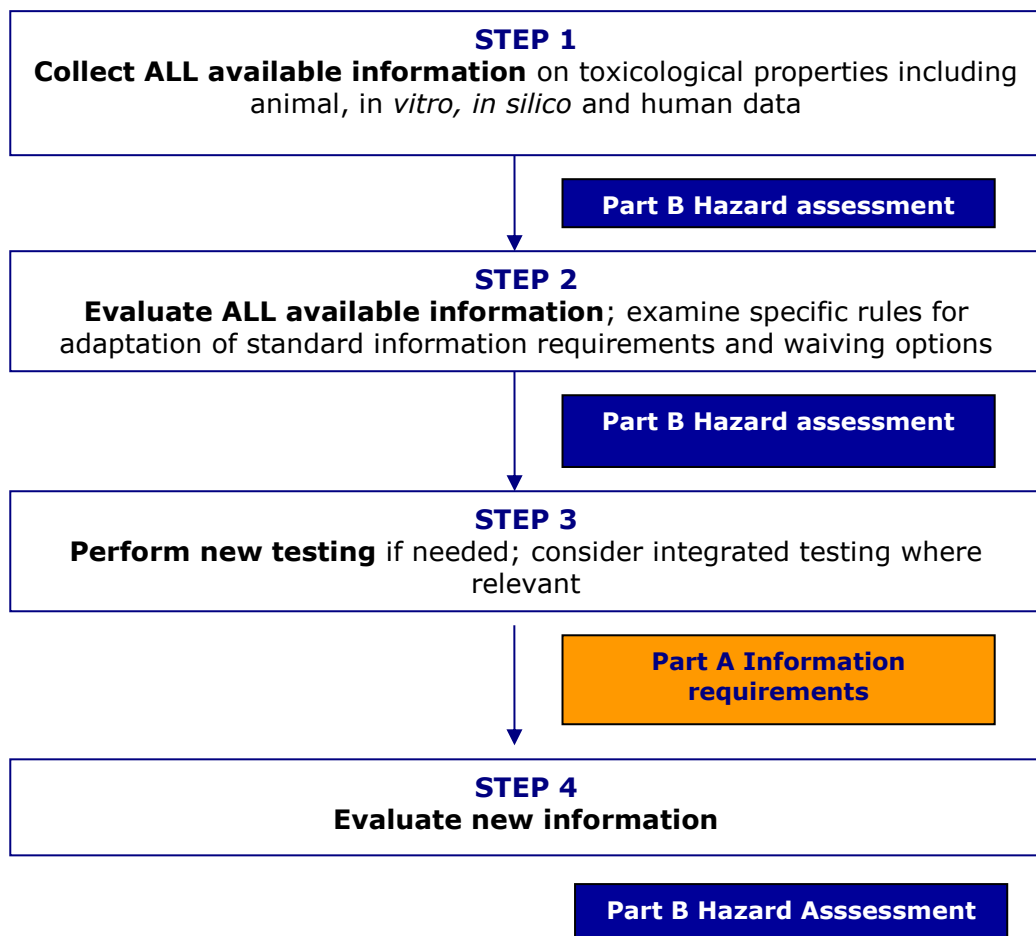 STEP 1
Collect ALL available information on toxicological properties including
animal, in vitro, in silico and human data
Part B Hazard assessment
STEP 2
Evaluate ALL available information; examine specific rules for
adaptation of standard information requirements and waiving options
Part B Hazard assessment
STEP 3
Perform new testing if needed; consider integrated testing where
relevant
Part A Information
requirements
STEP 4
Evaluate new information
Part B Hazard Asssessment